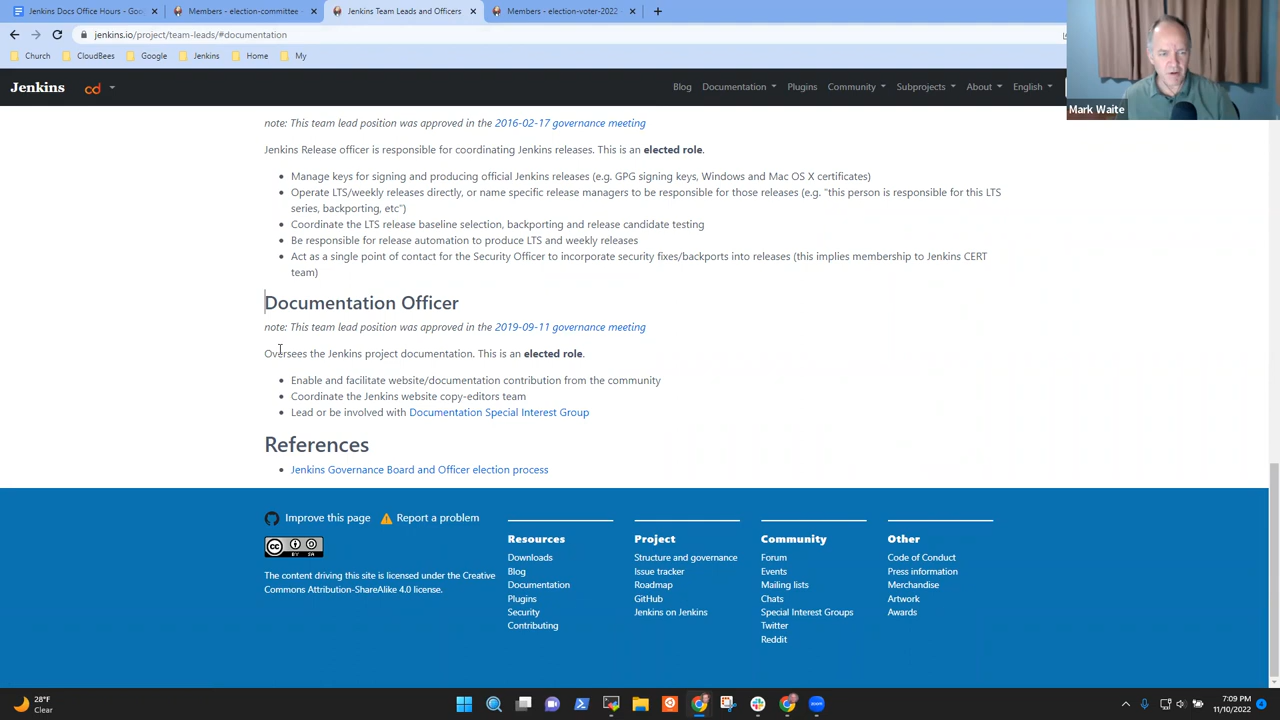 Jenkins Docs Office Hours - G
Members - election-voter-2022
Jenkins Team Leads and Officers
Members - election-voter-2022
jenkins.io/project/team-leads/#documentation
Church
CloudBees
Google
Jenkins
Home
My
Jenkins
cd
Blog
Documentation
Plugins
Community
Subprojects
About
English
Mark Waite
note: This team lead position was approved in the 2016-02-17 governance meeting
Jenkins Release officer is responsible for coordinating Jenkins releases. This is an elected role.
Manage keys for signing and producing official Jenkins releases (e.g. GPG signing keys, Windows and Mac OS X certificates)
Operate LTS/weekly releases directly, or name specific release managers to be responsible for those releases (e.g. "this person is responsible for this LTS
series, backporting, etc")
Coordinate the LTS release baseline selection, backporting and release candidate testing
Be responsible for release automation to produce LTS and weekly releases
Act as a single point of contact for the Security Officer to incorporate security fixes/backports into releases (this implies membership to Jenkins CERT
team)
Documentation Officer
note: This team lead position was approved in the 2019-09-11 governance meeting
Oversees the Jenkins project documentation. This is an elected role.
Enable and facilitate website/documentation contribution from the community
Coordinate the Jenkins website copy-editors team
Lead or be involved with Documentation Special Interest Group
References
Jenkins Governance Board and Officer election process
Improve this page
Report a problem
The content driving this site is licensed under the Creative
Commons Attribution-ShareAlike 4.0 license.
Resources
Downloads
Blog
Documentation
Plugins
Security
Contributing
Project
Structure and governance
Issue tracker
Roadmap
GitHub
Jenkins on Jenkins
Community
Forum
Events
Mailing lists
Chats
Special Interest Groups
Twitter
Reddit
Other
Code of Conduct
Press information
Merchandise
Artwork
Awards
28°F
Clear
7:09 PM
11/10/2022